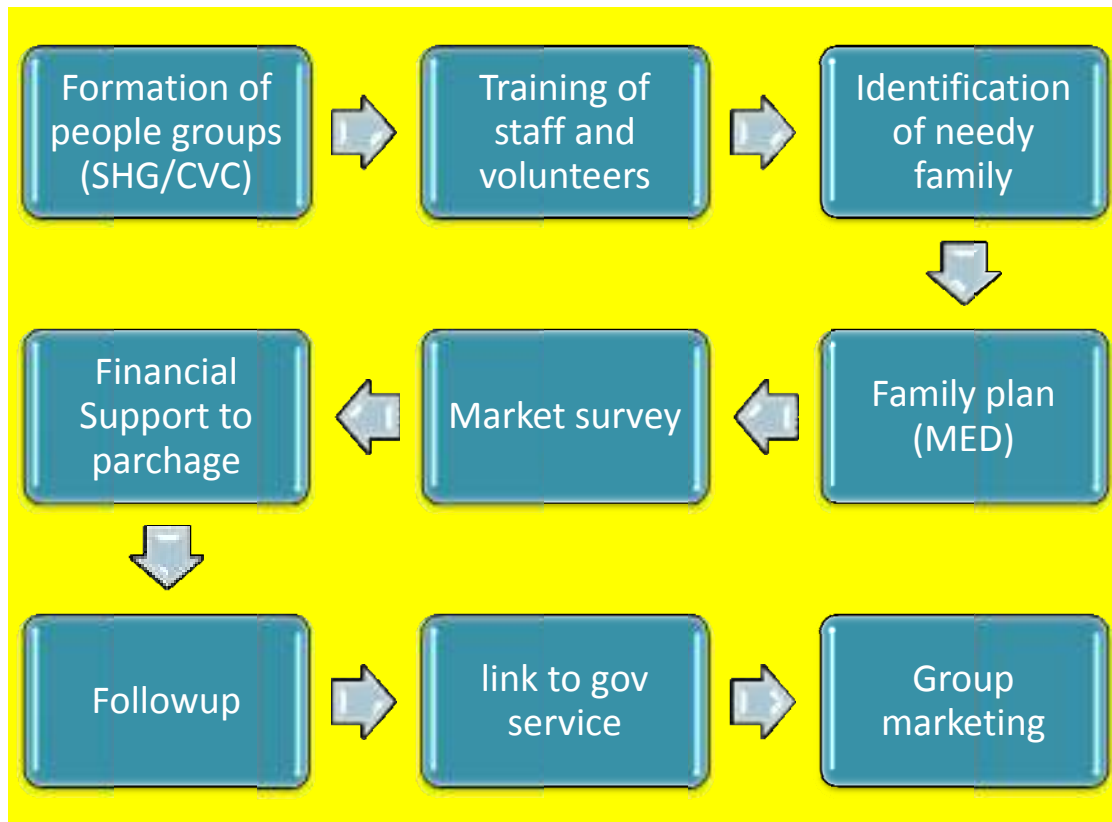 Formation of
people groups
(SHG/CVC)
Training of
staff and
volunteers
Identification
of needy
family
Family plan
(MED)
Market survey
Financial
Support to
parchage
Followup
link to gov
service
Group
marketing